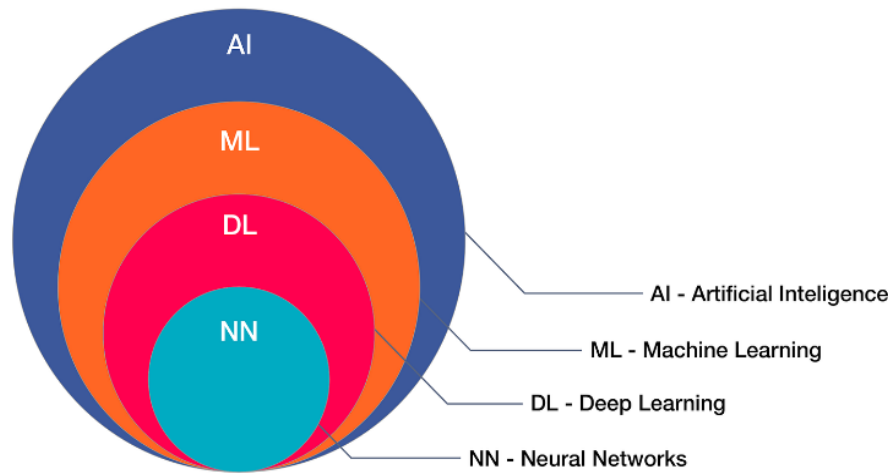 AI
ML
DL
NN
AI - Artificial Inteligence
ML - Machine Learning
DL - Deep Learning
NN - Neural Networks